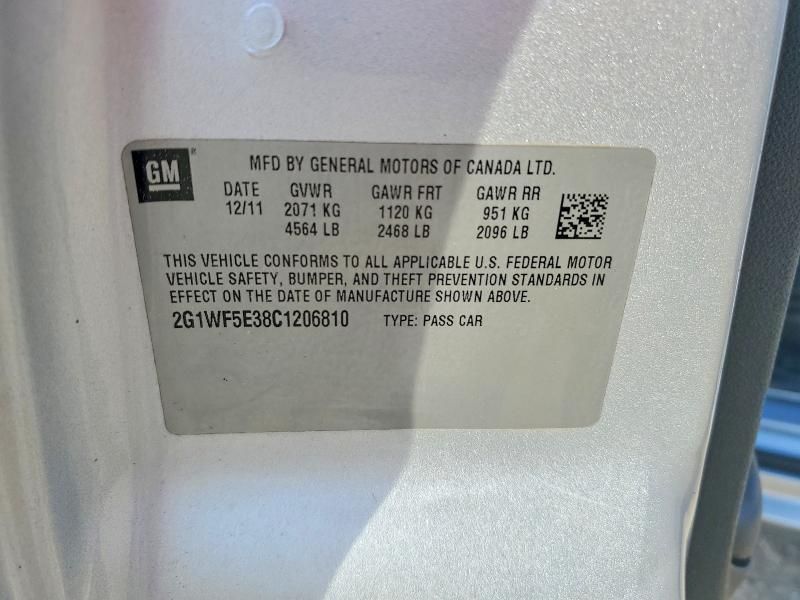 GM
MFD BY GENERAL MOTORS OF CANADA LTD.
DATE GVWR GAWR FRT GAWR RR
12/11 2071 KG 1120 KG 951 KG
4564 LB 2468 LB 2096 LB
THIS VEHICLE CONFORMS TO ALL APPLICABLE U.S. FEDERAL MOTOR
VEHICLE SAFETY, BUMPER, AND THEFT PREVENTION STANDARDS IN
EFFECT ON THE DATE OF MANUFACTURE SHOWN ABOVE.
2G1WF5E38C1206810 TYPE: PASS CAR